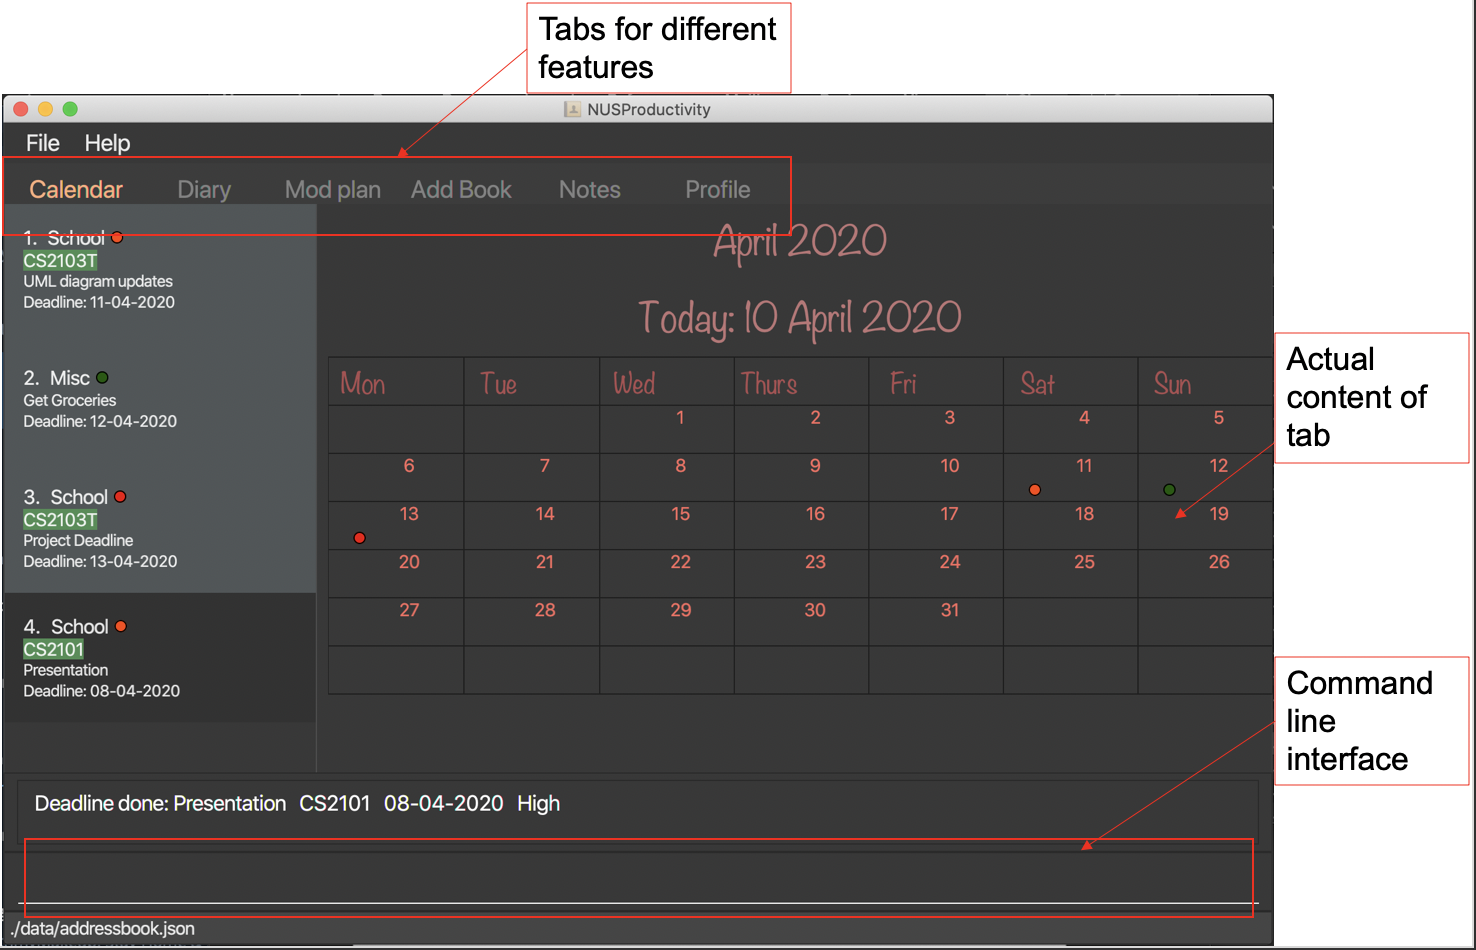 Tabs for different
features
NUSProductivity
File Help
Calendar Diary Mod plan Add Book Notes Profile
1. School
CS2103T
UML diagram updates
Deadline: 11-04-2020
2. Misc
Get Groceries
Deadline: 12-04-2020
3. School
CS2103T
Project Deadline
Deadline: 13-04-2020
4. School
CS2101
Presentation
Deadline: 08-04-2020
April 2020
Today: 10 April 2020
Mon Tue Wed Thurs Fri Sat Sun
1 2 3 4 5
6 7 8 9 10 11 12
13 14 15 16 17 18 19
20 21 22 23 24 25 26
27 28 29 30 31
Actual
content of
tab
Command
line
interface
Deadline done: Presentation CS2101 08-04-2020 High
./data/addressbook.json